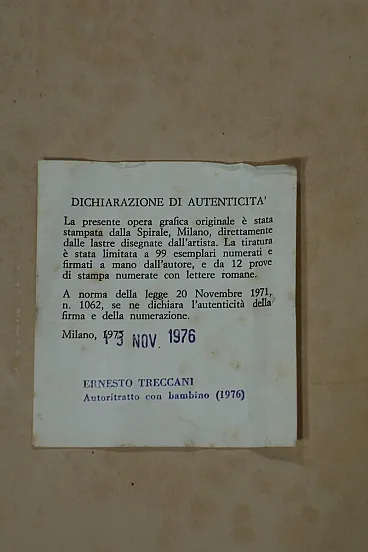 DICHIARAZIONE DI AUTENTICITA'
La presente opera grafica originale è stata
stampata dalla Spirale, Milano, direttamente
dalle lastre disegnate dall'artista. La tiratura
è stata limitata a 99 esemplari numerati e
firmati a mano dall'autore, e da 12 prove
di stampa numerate con lettere romane.
A norma della legge 20 Novembre 1971,
n. 1062, se ne dichiara l'autenticità della
firma e della numerazione.
Milano, 1975 13 NOV. 1976
ERNESTO TRECCANI
Autoritratto con bambino (1976)